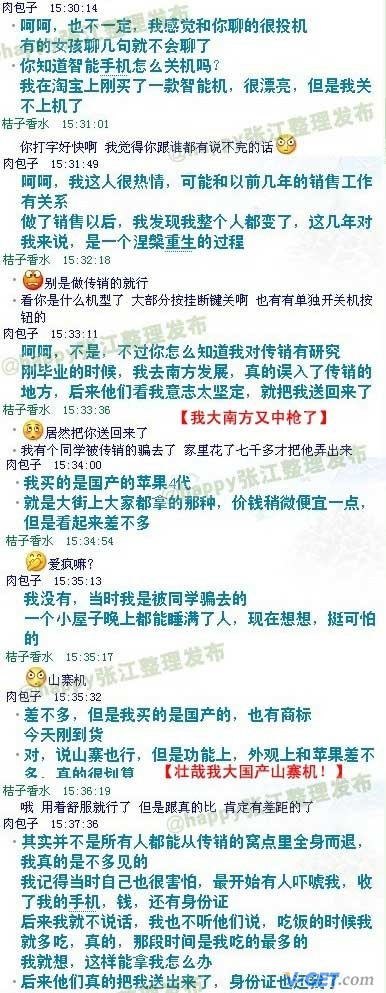 肉包子 15:30:14
呵呵，也不一定，我感觉和你聊的很投机
有的女孩聊几句就不会聊了
你知道智能手机怎么关机吗？
我在淘宝上刚买了一款智能机，很漂亮，但是我关
不上机了
桔子香水 15:31:01
你打字好快啊 我觉得你跟谁都有说不完的话
肉包子 15:31:49
呵呵，我这人很热情，可能和以前几年的销售工作
有关系
做了销售以后，我发现我整个人都变了，这几年对
我来说，是一个涅槃重生的过程
桔子香水 15:32:18
别是做传销的就行
看你是什么机型了 大部分按挂断键关啊 也有有单独开关机按
钮的
肉包子 15:33:11
呵呵，不是，不过你怎么知道我对传销有研究
刚毕业的时候，我去南方发展，真的误入了传销的
地方，后来他们看我意志太坚定，就把我送回来了
桔子香水 15:33:36
【我大南方又中枪了】
居然把你送回来了
我有个同学被传销的骗去了 家里花了七千多才把他弄出来
肉包子 15:34:00
我买的是国产的苹果4代
就是大街上大家都拿的那种，价钱稍微便宜一点，
但是看起来差不多
桔子香水 15:34:54
爱疯嘛？
肉包子 15:35:13
我没有，当时我是被同学骗去的
一个小屋子晚上都能睡满了人，现在想想，挺可怕
的
桔子香水 15:35:17
山寨机
肉包子 15:35:32
差不多，但是我买的是国产的，也有商标
今天刚到货
对，说山寨也行，但是功能上，外观上和苹果差不
多，真的很划算
【壮哉我大国产山寨机！】
桔子香水 15:36:19
哦 用着舒服就行了 但是跟真的比 肯定有差距的了
肉包子 15:37:36
其实并不是所有人都能从传销的窝点里全身而退，
我真的是不多见的
我记得当时自己也很害怕，最开始有人吓唬我，收
了我的手机，钱，还有身份证
后来我就不说话，我也不听他们说，吃饭的时候我
就多吃，真的，那段时间是我吃的最多的
我就想，这样能拿我怎么办
后来他们真的把我送出来了，身份证也还我了
@happy张江整理发布
V-GET.com